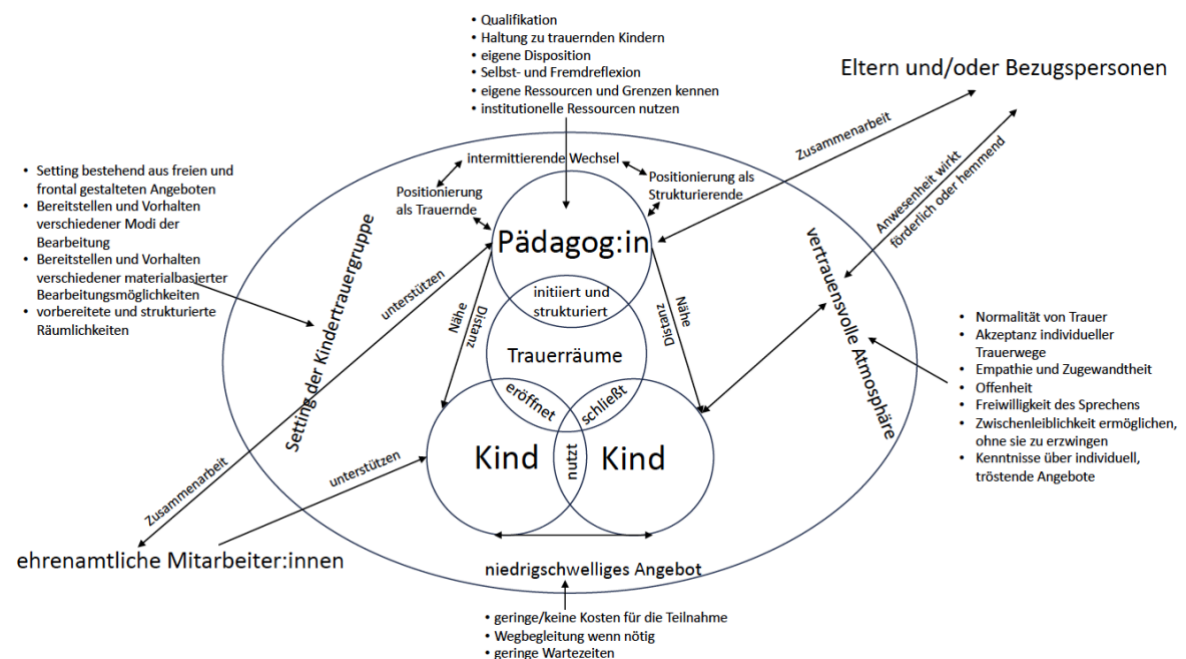 • Qualifikation
• Haltung zu trauernden Kindern
• eigene Disposition
• Selbst- und Fremdreflexion
• eigene Ressourcen und Grenzen kennen
• institutionelle Ressourcen nutzen
Eltern und/oder Bezugspersonen
Zusammenarbeit
Anwesenheit wirkt
förderlich oder hemmend
• Setting bestehend aus freien und
frontal gestalteten Angeboten
• Bereitstellen und Vorhalten
verschiedener Modi der
Bearbeitung
• Bereitstellen und Vorhalten
verschiedener materialbasierter
Bearbeitungsmöglichkeiten
• vorbereitete und strukturierte
Räumlichkeiten
intermittierende Wechsel
Positionierung
als Trauernde
Positionierung als
Strukturierende
Setting der Kindertrauergruppe
Pädagog:in
vertrauensvolle Atmosphäre
unterstützen
initiiert und
strukturiert
Nähe
Distanz
Nähe
Distanz
Trauerräume
eröffnet
schließt
• Normalität von Trauer
• Akzeptanz individueller
Trauerwege
• Empathie und Zugewandtheit
• Offenheit
• Freiwilligkeit des Sprechens
• Zwischenleiblichkeit ermöglichen,
ohne sie zu erzwingen
• Kenntnisse über individuell,
tröstende Angebote
Kind
nutzt
Kind
Zusammenarbeit
unterstützen
ehrenamtliche Mitarbeiter:innen
niedrigschwelliges Angebot
• geringe/keine Kosten für die Teilnahme
• Wegbegleitung wenn nötig
• geringe Wartezeiten